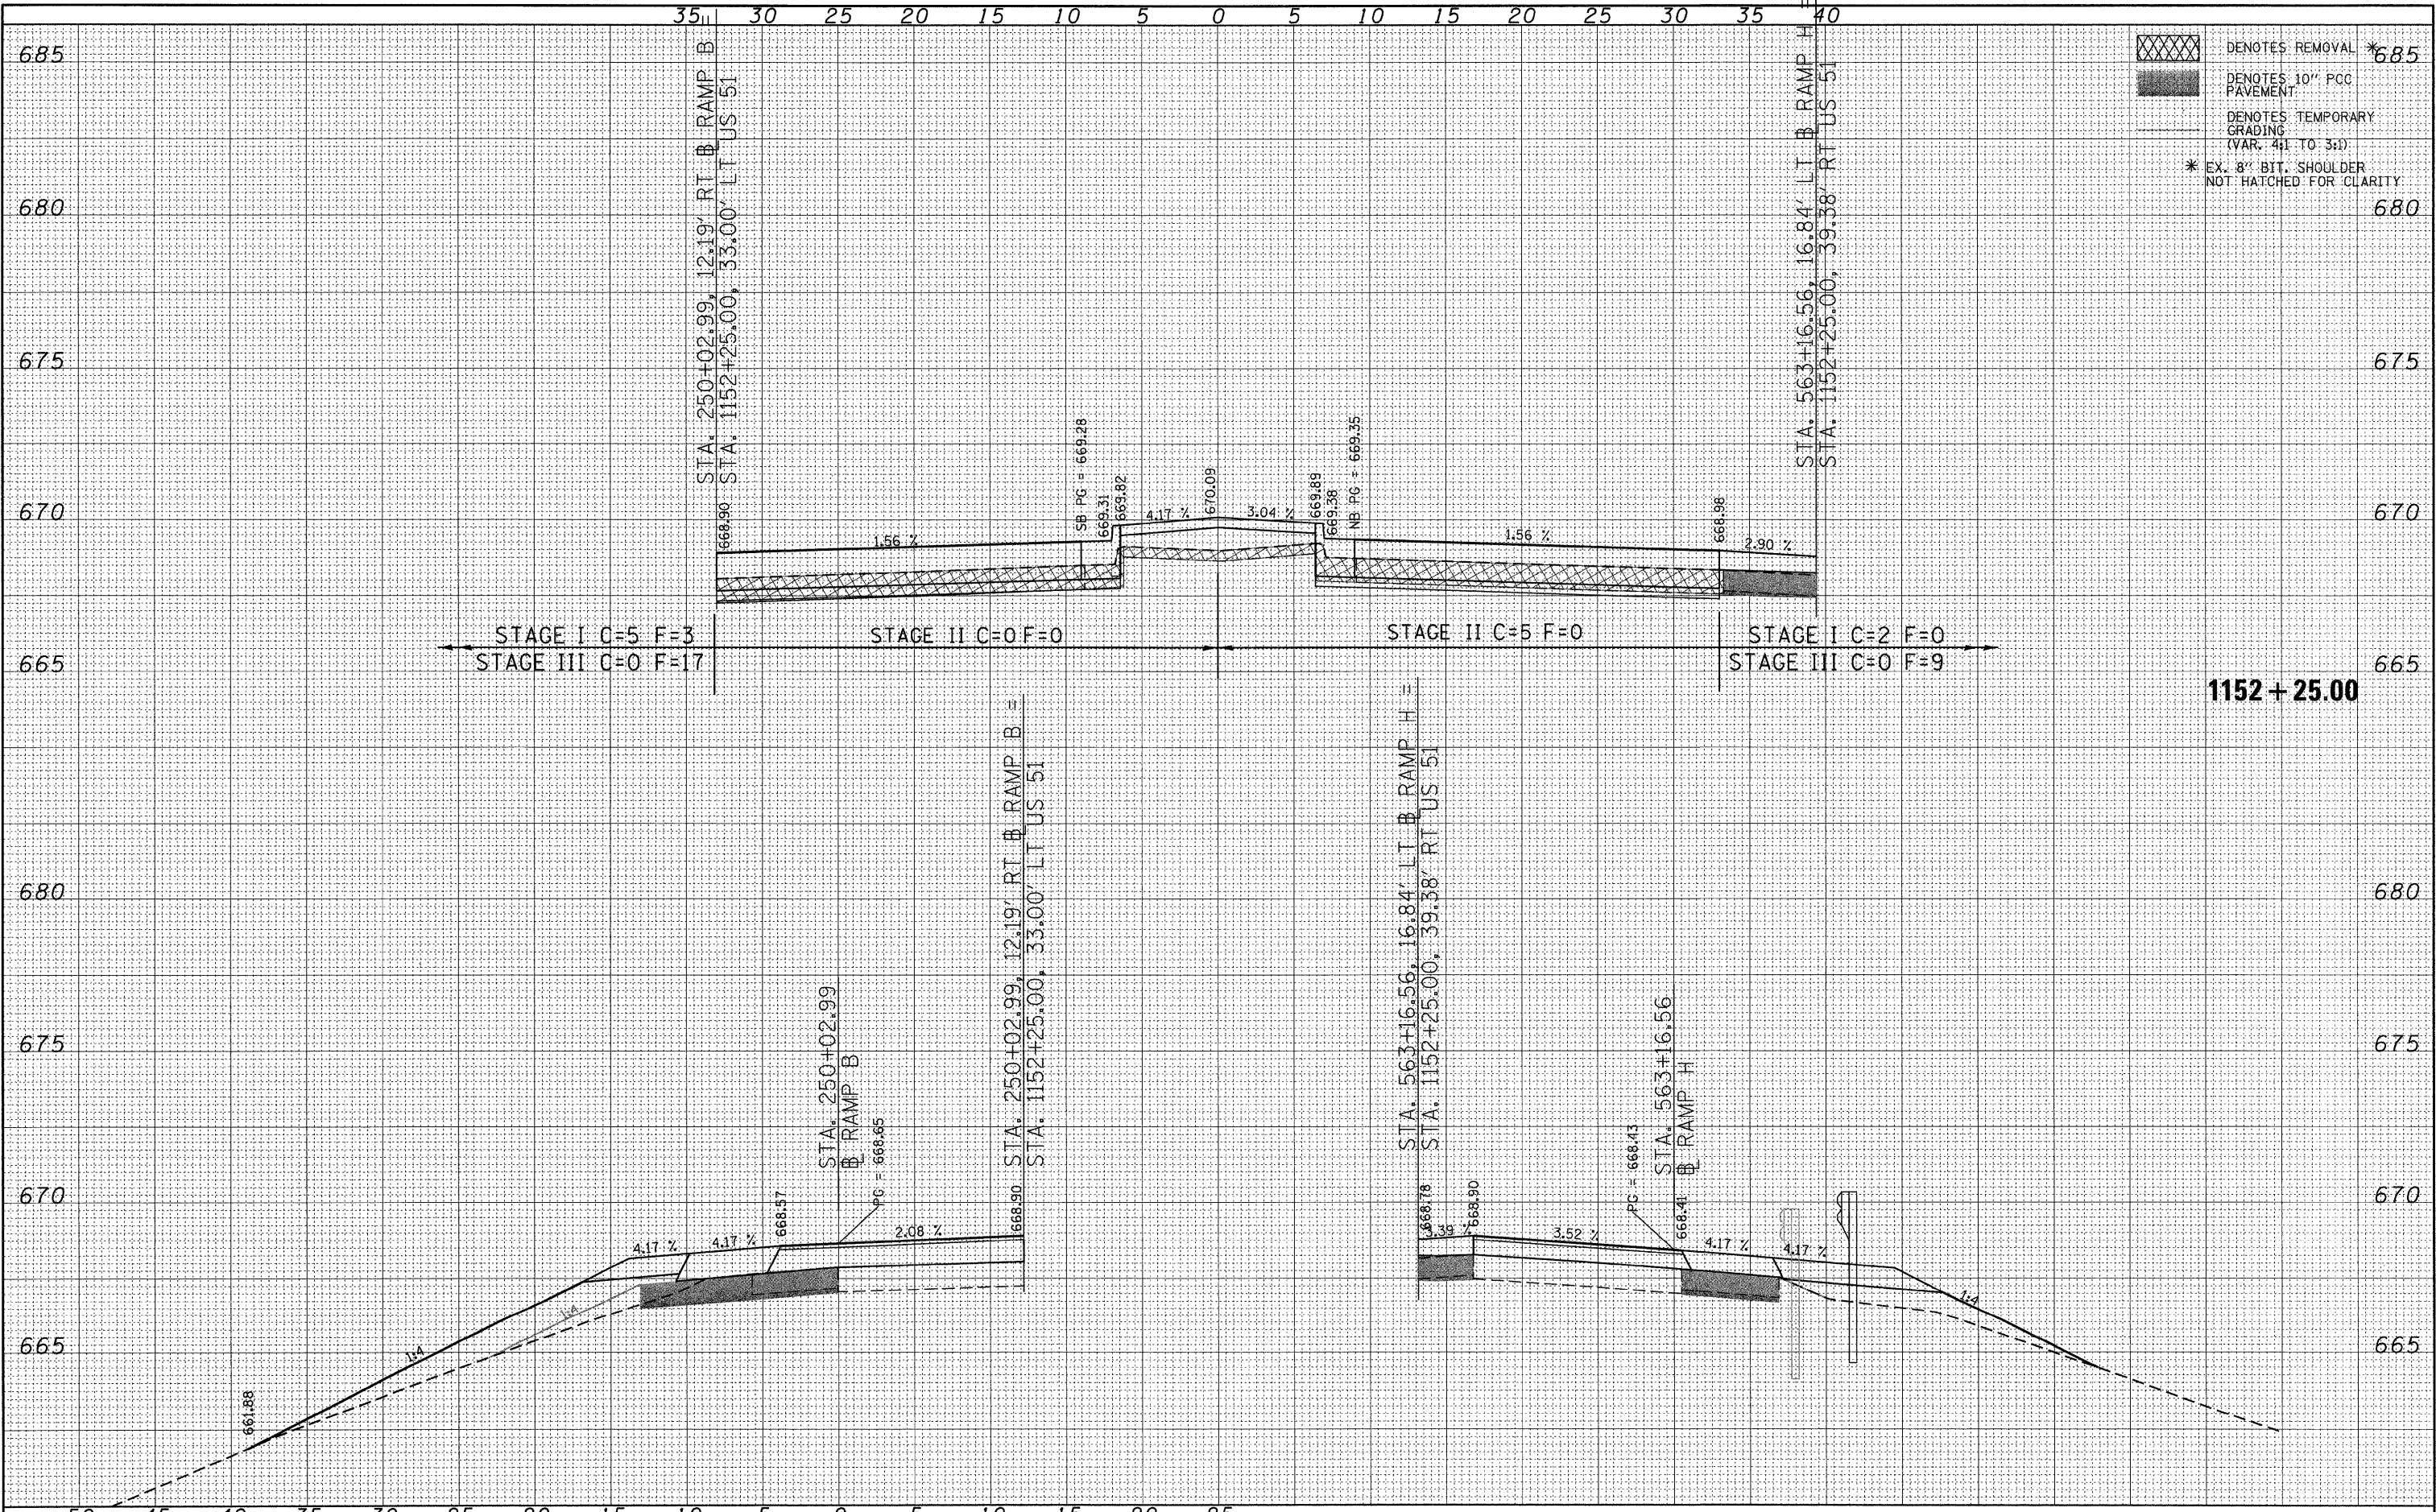 35 30 25 20 15 10 5 0 5 10 15 20 25 30 35 40
685 685
680 680
675 675
670 670
665 665
DENOTES REMOVAL *
DENOTES 10" PCC
PAVEMENT
DENOTES TEMPORARY
GRADING
(VAR. 4:1 TO 3:1)
* EX. 8" BIT. SHOULDER
NOT HATCHED FOR CLARITY
STA. 250+02.99, 12.19' RT B RAMP B =
STA. 1152+25.00, 33.00' LT US 51
STA. 563+16.56, 16.84' LT B RAMP H =
STA. 1152+25.00, 39.38' RT US 51
668.90
1.56 %
SB PG = 669.28
669.31
669.82
4.17 %
670.09
3.04 %
669.89
669.38
NB PG = 669.35
1.56 %
668.98
2.90 %
STAGE I C=5 F=3
STAGE III C=0 F=17
STAGE II C=0 F=0
STAGE II C=5 F=0
STAGE I C=2 F=0
STAGE III C=0 F=9
1152+25.00
680 680
675 675
670 670
665 665
STA. 250+02.99
B RAMP B
PG = 668.65
STA. 250+02.99, 12.19' RT B RAMP B =
STA. 1152+25.00, 33.00' LT US 51
STA. 563+16.56, 16.84' LT B RAMP H =
STA. 1152+25.00, 39.38' RT US 51
STA. 563+16.56
B RAMP H
PG = 668.43
661.88
1:4
1:4
4.17 %
4.17 %
668.57
2.08 %
668.90
668.78
3.39 %
668.90
3.52 %
668.41
4.17 %
4.17 %
1:4